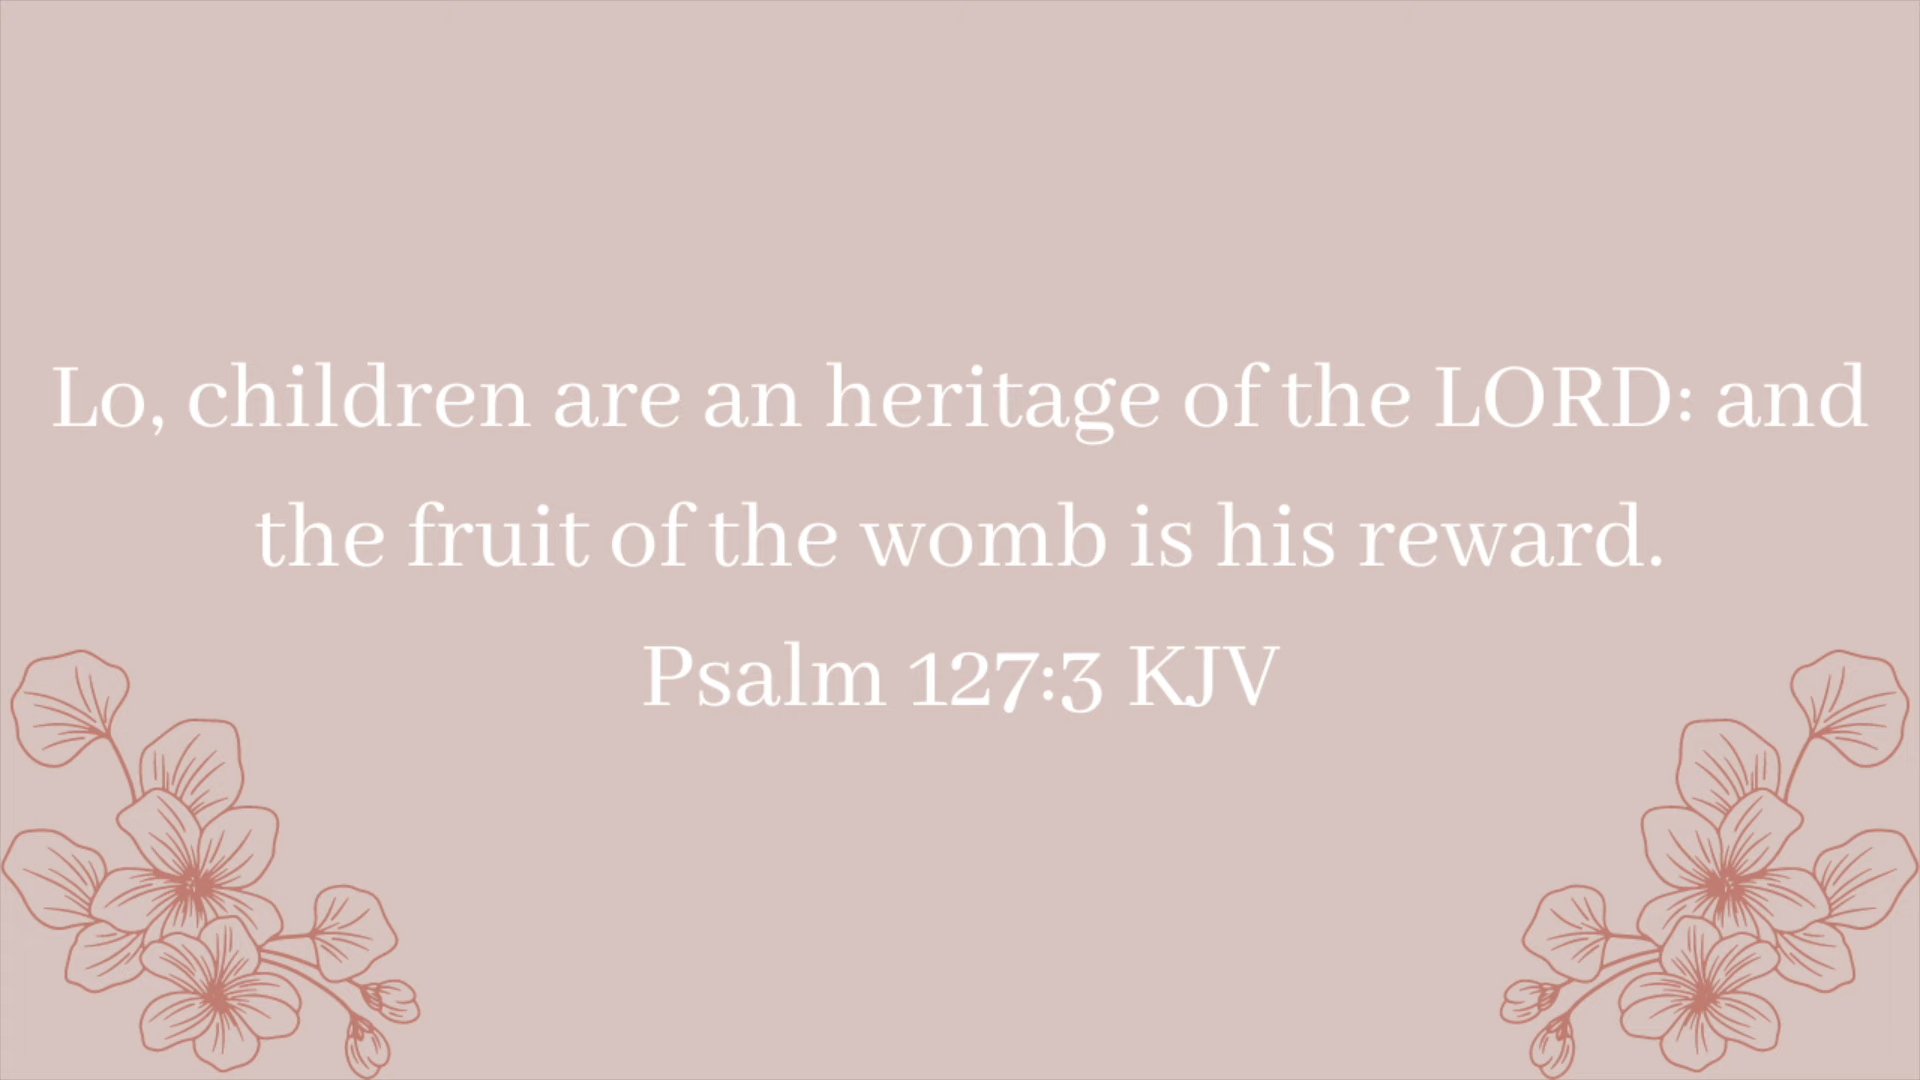 Lo, children are an heritage of the LORD: and
the fruit of the womb is his reward.
Psalm 127:3 KJV